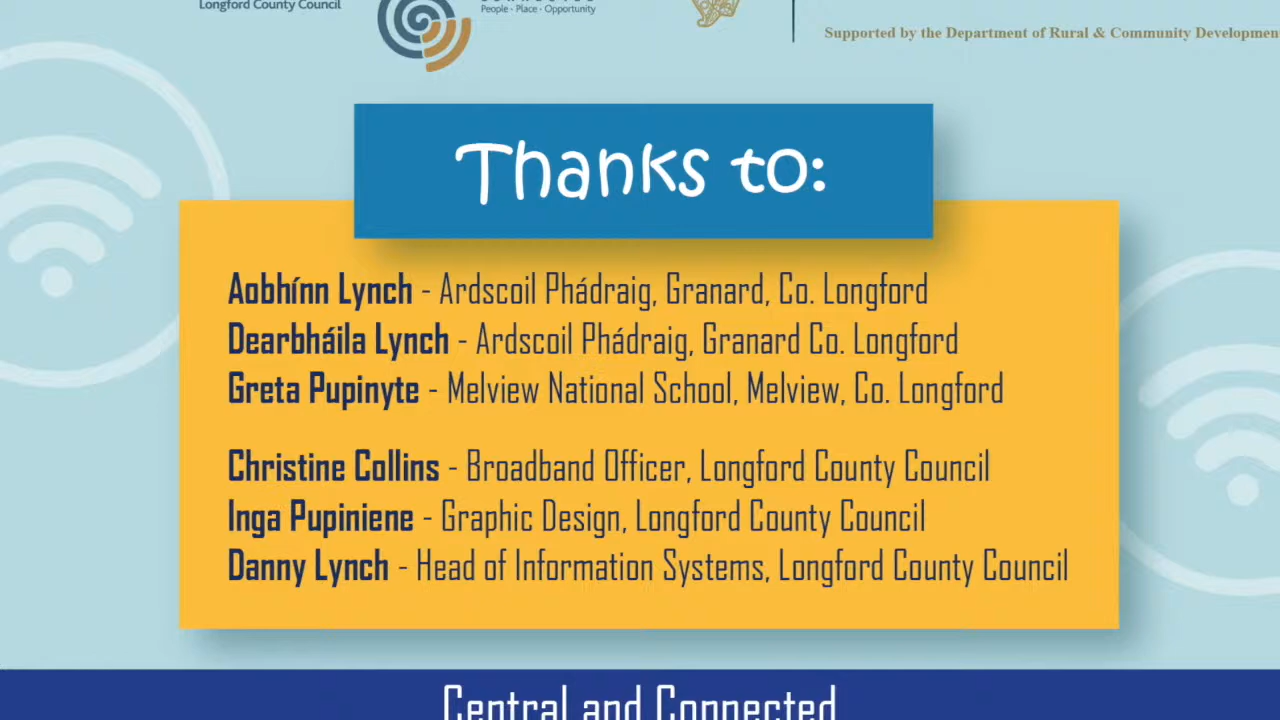 Longford County Council
People - Place - Opportunity
Supported by the Department of Rural & Community Developmen
Thanks to:
Aobhínn Lynch - Ardscoil Phádraig, Granard, Co. Longford
Dearbháila Lynch - Ardscoil Phádraig, Granard Co. Longford
Greta Pupinyte - Melview National School, Melview, Co. Longford
Christine Collins - Broadband Officer, Longford County Council
Inga Pupiniene - Graphic Design, Longford County Council
Danny Lynch - Head of Information Systems, Longford County Council
Central and Connected